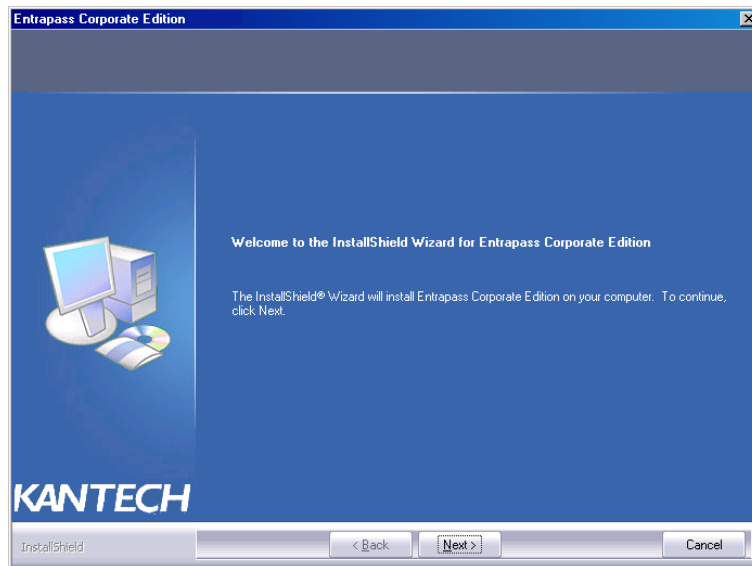 Entrapass Corporate Edition
Welcome to the InstallShield Wizard for Entrapass Corporate Edition
The InstallShield® Wizard will install Entrapass Corporate Edition on your computer. To continue,
click Next.
KANTECH
InstallShield
< Back
Next >
Cancel